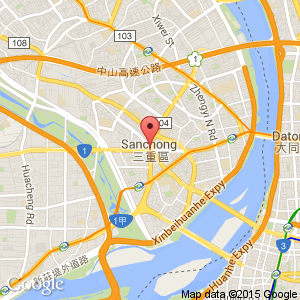 108
103
Xiwei St
中山高速公路
1
104
Zhengyi N Rd
Sanchong
三重區
Datong
大同
1
Huacheng Rd
1甲
Xinbeihuanhe Expy
Huanhe Expy
3
新莊堤外道路
Google
Map data ©2015 Google